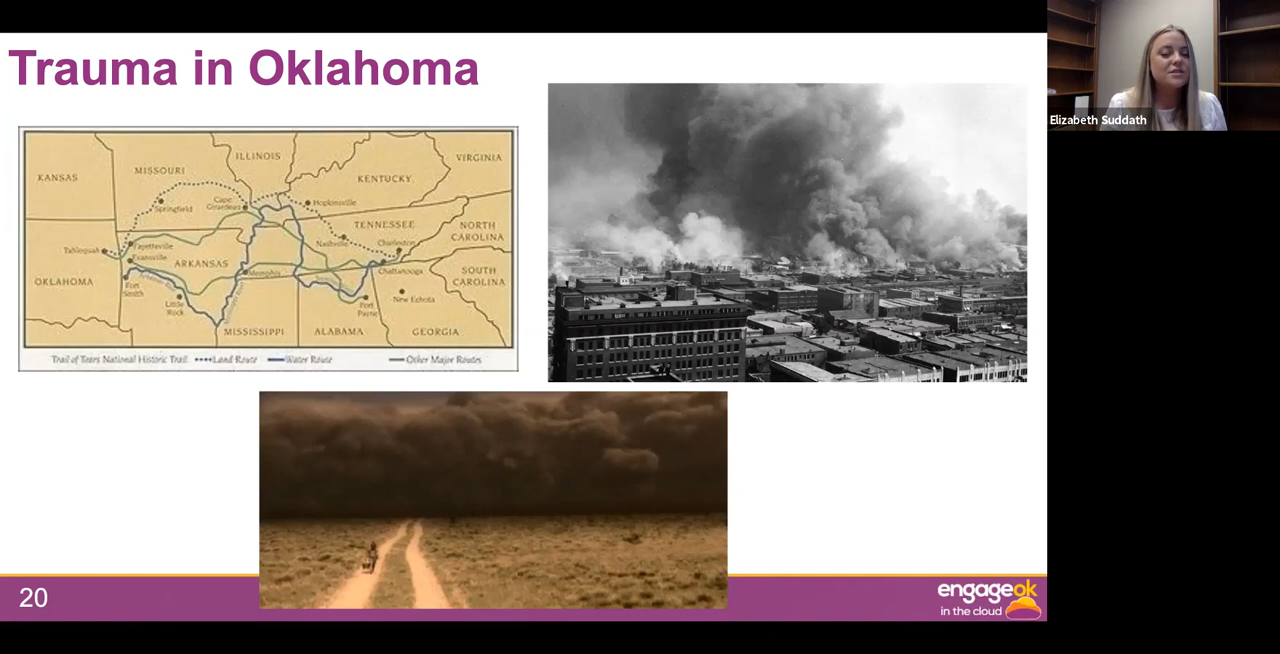 Trauma in Oklahoma
Elizabeth Suddath
ILLINOIS
VIRGINIA
MISSOURI
KANSAS
KENTUCKY
Springfield
Cape
Girardeau
Hopkinsville
TENNESSEE
NORTH
CAROLINA
Nashville
Charleston
Tahlequah
Fayetteville
Evansville
ARKANSAS
Memphis
Chattanooga
OKLAHOMA
SOUTH
CAROLINA
Fort
Smith
Little
Rock
Fort
Payne
New Echota
MISSISSIPPI
ALABAMA
GEORGIA
Trail of Tears National Historic Trail Land Route Water Route Other Major Routes
20
engageok
in the cloud